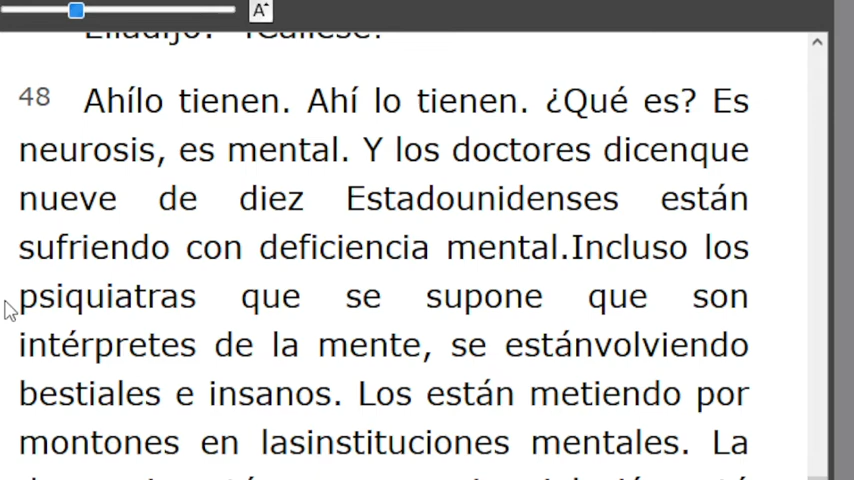 A
Elladijo: "¡Cállese!
48 Ahílo tienen. Ahí lo tienen. ¿Qué es? Es
neurosis, es mental. Y los doctores dicenque
nueve de diez Estadounidenses están
sufriendo con deficiencia mental.Incluso los
psiquiatras que se supone que son
intérpretes de la mente, se estánvolviendo
bestiales e insanos. Los están metiendo por
montones en lasinstituciones mentales. La